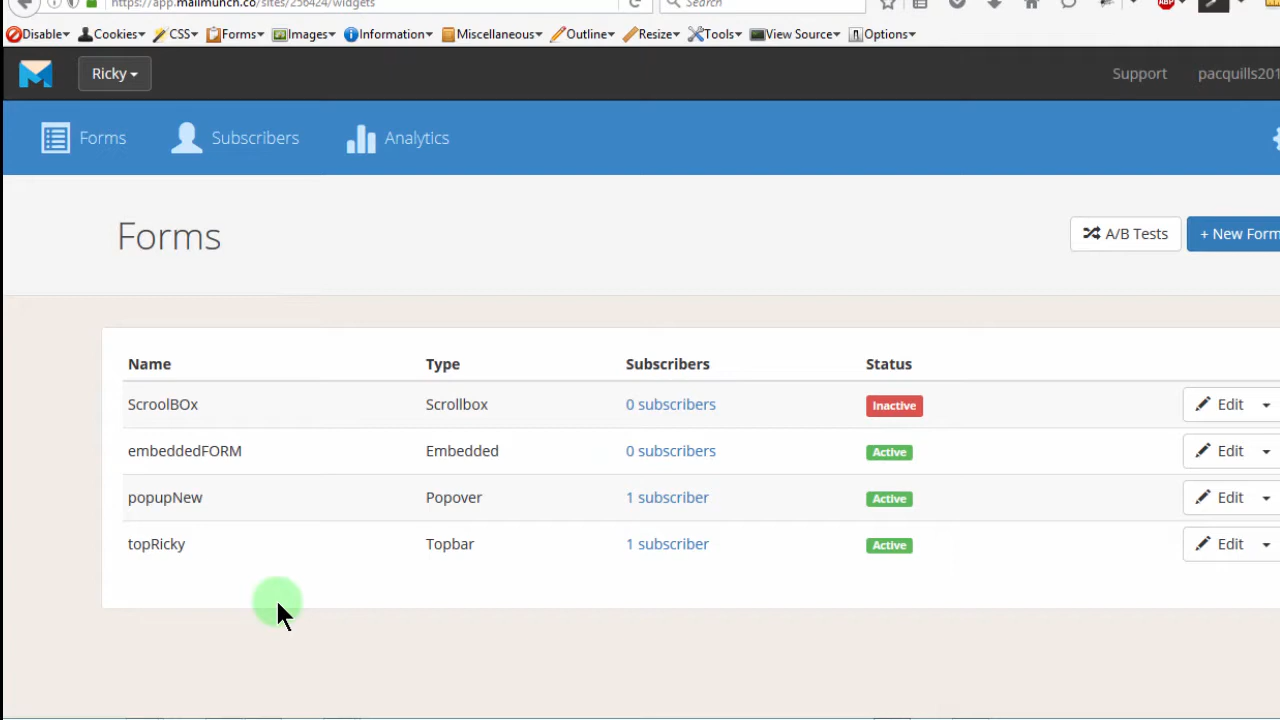 https://app.mailmunch.co/sites/256424/widgets Search ABP
Disable Cookies CSS Forms Images Information Miscellaneous Outline Resize Tools View Source Options
Ricky Support pacquills201
Forms Subscribers Analytics
Forms A/B Tests + New Form
Name Type Subscribers Status
ScroolBOx Scrollbox 0 subscribers Inactive Edit
embeddedFORM Embedded 0 subscribers Active Edit
popupNew Popover 1 subscriber Active Edit
topRicky Topbar 1 subscriber Active Edit